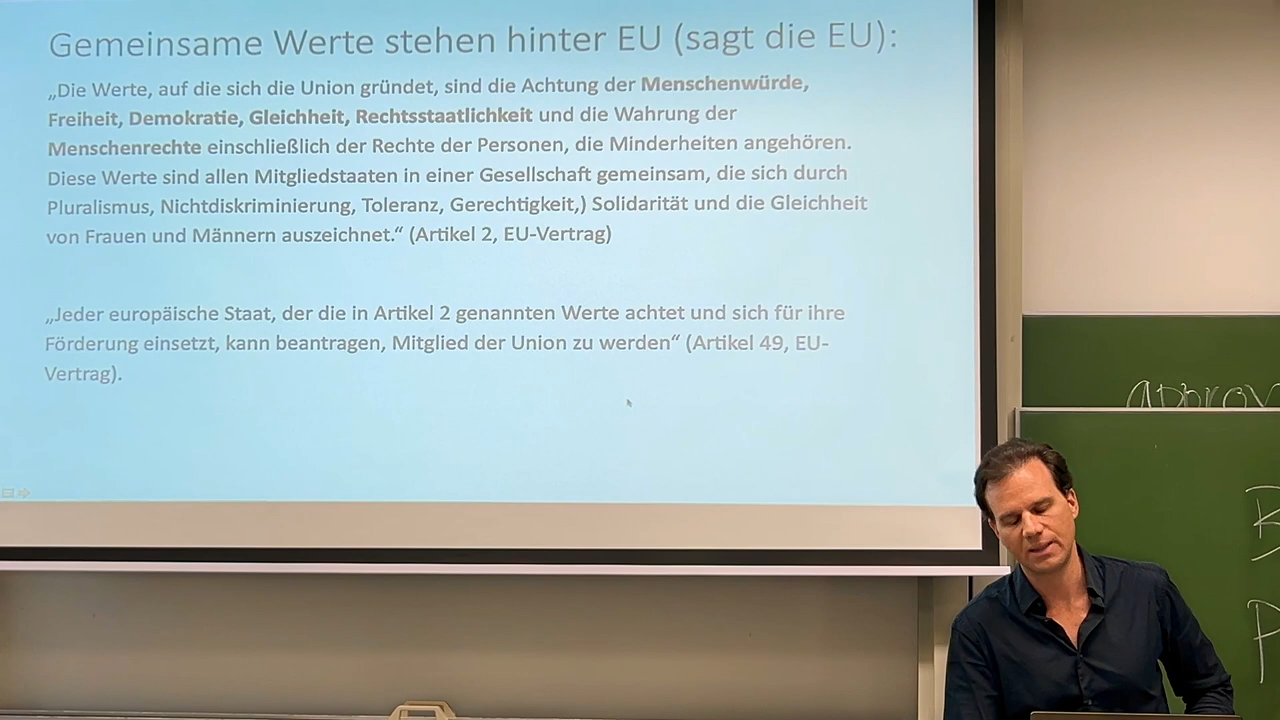 Gemeinsame Werte stehen hinter EU (sagt die EU):
„Die Werte, auf die sich die Union gründet, sind die Achtung der Menschenwürde,
Freiheit, Demokratie, Gleichheit, Rechtsstaatlichkeit und die Wahrung der
Menschenrechte einschließlich der Rechte der Personen, die Minderheiten angehören.
Diese Werte sind allen Mitgliedstaaten in einer Gesellschaft gemeinsam, die sich durch
Pluralismus, Nichtdiskriminierung, Toleranz, Gerechtigkeit,) Solidarität und die Gleichheit
von Frauen und Männern auszeichnet.“ (Artikel 2, EU-Vertrag)
„Jeder europäische Staat, der die in Artikel 2 genannten Werte achtet und sich für ihre
Förderung einsetzt, kann beantragen, Mitglied der Union zu werden“ (Artikel 49, EU-
Vertrag).